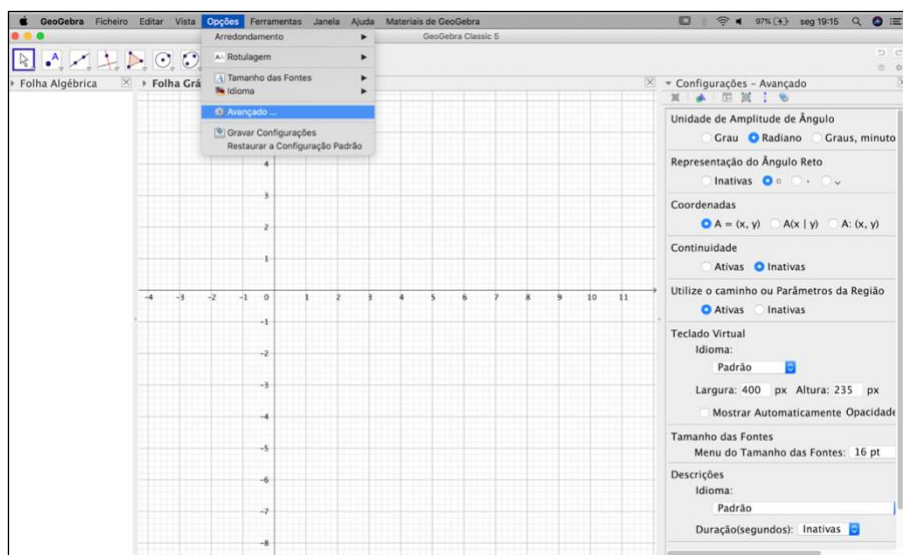 GeoGebra Ficheiro Editar Vista Opções Ferramentas Janela Ajuda Materiais de GeoGebra 97% seg 19:15
GeoGebra Classic 5
Arredondamento
AA Rotulagem
Tamanho das Fontes
Idioma
Avançado ...
Gravar Configurações
Restaurar a Configuração Padrão
Folha Algébrica
Folha Grá
4
3
2
1
-4 -3 -2 -1 0 1 2 3 4 5 6 7 8 9 10 11
-1
-2
-3
-4
-5
-6
-7
-8
Configurações - Avançado
Unidade de Amplitude de Ângulo
Grau Radiano Graus, minuto
Representação do Ângulo Reto
Inativas
Coordenadas
A = (x, y) A(x | y) A: (x, y)
Continuidade
Ativas Inativas
Utilize o caminho ou Parâmetros da Região
Ativas Inativas
Teclado Virtual
Idioma:
Padrão
Largura: 400 px Altura: 235 px
Mostrar Automaticamente Opacidade
Tamanho das Fontes
Menu do Tamanho das Fontes: 16 pt
Descrições
Idioma:
Padrão
Duração(segundos): Inativas